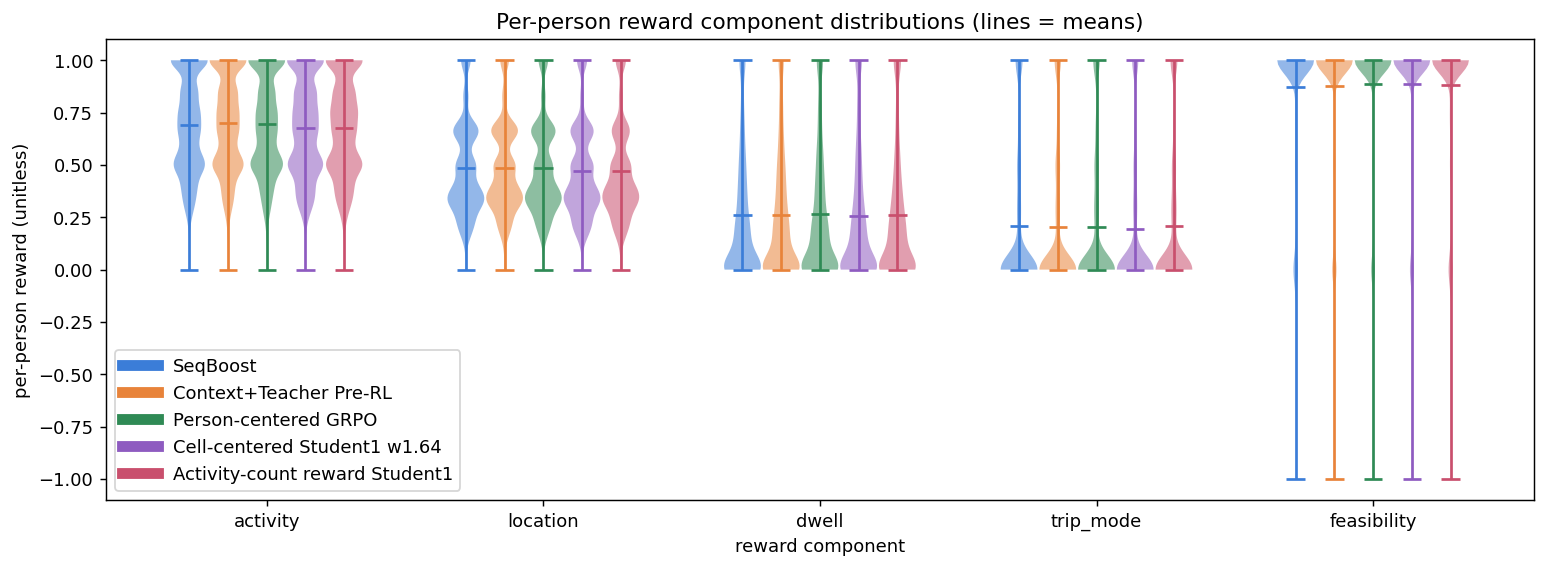 Per-person reward component distributions (lines = means)
per-person reward (unitless)
1.00
0.75
0.50
0.25
0.00
−0.25
−0.50
−0.75
−1.00
SeqBoost
Context+Teacher Pre-RL
Person-centered GRPO
Cell-centered Student1 w1.64
Activity-count reward Student1
activity
location
dwell
trip_mode
feasibility
reward component